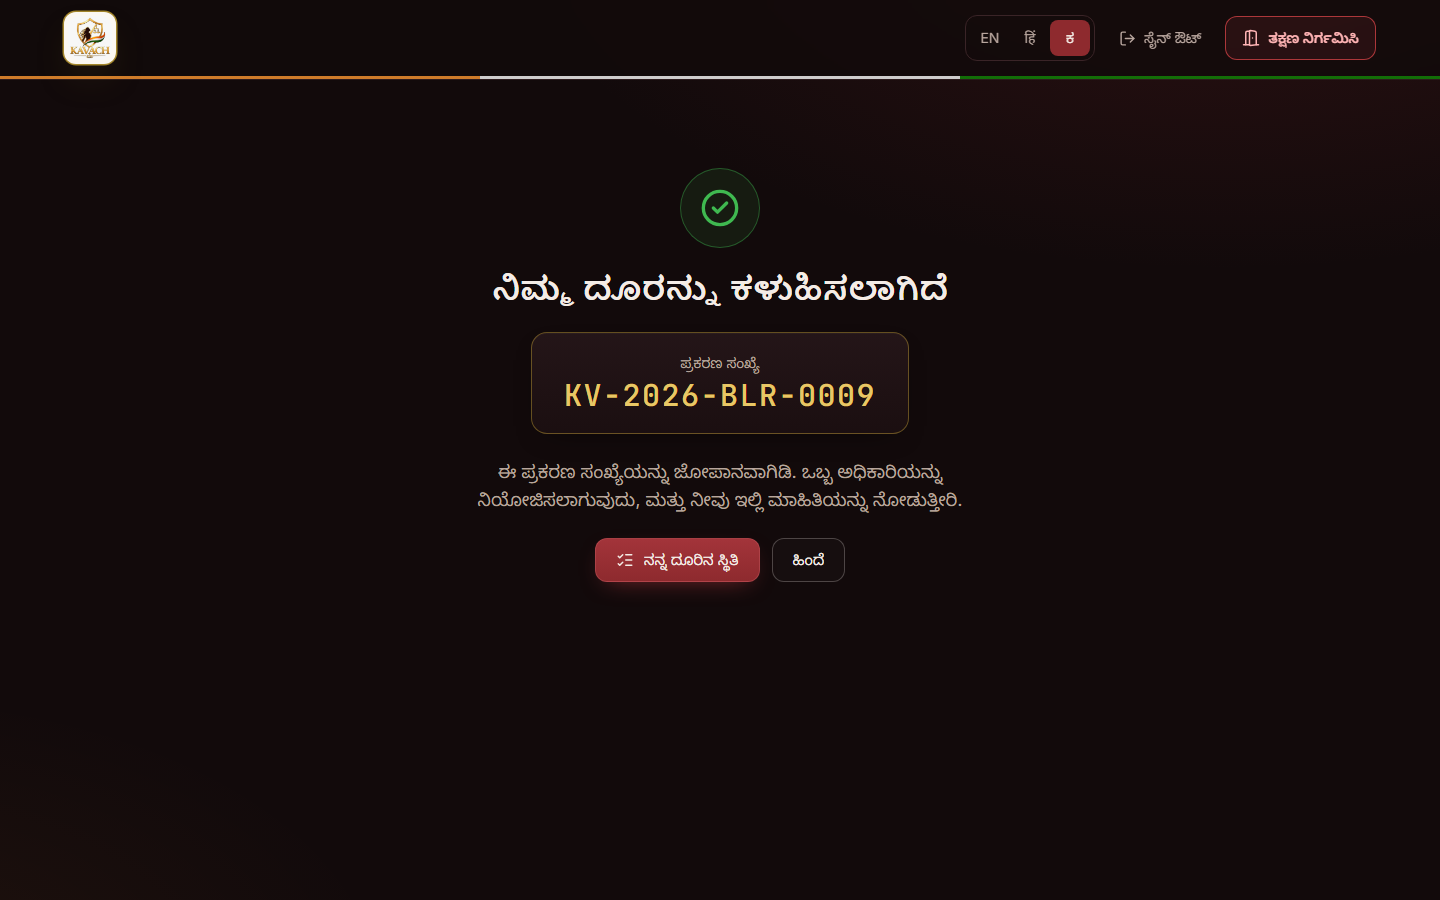 KAVACH
EN
हिं
ಕ
ಸೈನ್ ಔಟ್
ತಕ್ಷಣ ನಿರ್ಗಮಿಸಿ
ನಿಮ್ಮ ದೂರನ್ನು ಕಳುಹಿಸಲಾಗಿದೆ
ಪ್ರಕರಣ ಸಂಖ್ಯೆ
KV-2026-BLR-0009
ಈ ಪ್ರಕರಣ ಸಂಖ್ಯೆಯನ್ನು ಜೋಪಾನವಾಗಿಡಿ. ಒಬ್ಬ ಅಧಿಕಾರಿಯನ್ನು
ನಿಯೋಜಿಸಲಾಗುವುದು, ಮತ್ತು ನೀವು ಇಲ್ಲಿ ಮಾಹಿತಿಯನ್ನು ನೋಡುತ್ತೀರಿ.
ನನ್ನ ದೂರಿನ ಸ್ಥಿತಿ
ಹಿಂದೆ